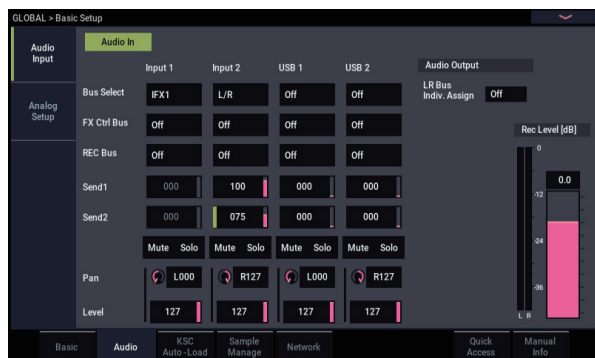 GLOBAL > Basic Setup
Audio Input
Analog Setup
Audio In
Input 1 Input 2 USB 1 USB 2
Bus Select IFX1 L/R Off Off
FX Ctrl Bus Off Off Off Off
REC Bus Off Off Off Off
Send1 000 100 000 000
Send2 000 075 000 000
Mute Solo Mute Solo Mute Solo Mute Solo
Pan L000 R127 L000 R127
Level 127 127 127 127
Audio Output
LR Bus
Indiv. Assign Off
Rec Level [dB]
0
0.0
-12
-24
-36
L R
Basic Audio KSC Auto-Load Sample Manage Network Quick Access Manual Info